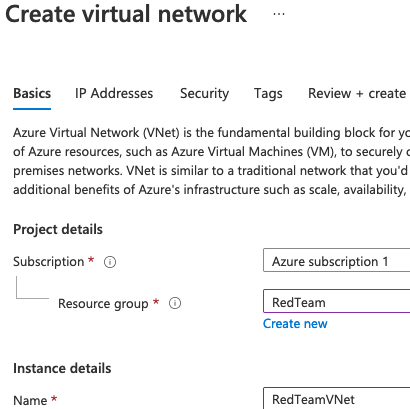 Create virtual network ...
Basics IP Addresses Security Tags Review + create
Azure Virtual Network (VNet) is the fundamental building block for
of Azure resources, such as Azure Virtual Machines (VM), to securely
premises networks. VNet is similar to a traditional network that you'd
additional benefits of Azure's infrastructure such as scale, availability,
Project details
Subscription * Azure subscription 1
Resource group * RedTeam
Create new
Instance details
Name * RedTeamVNet